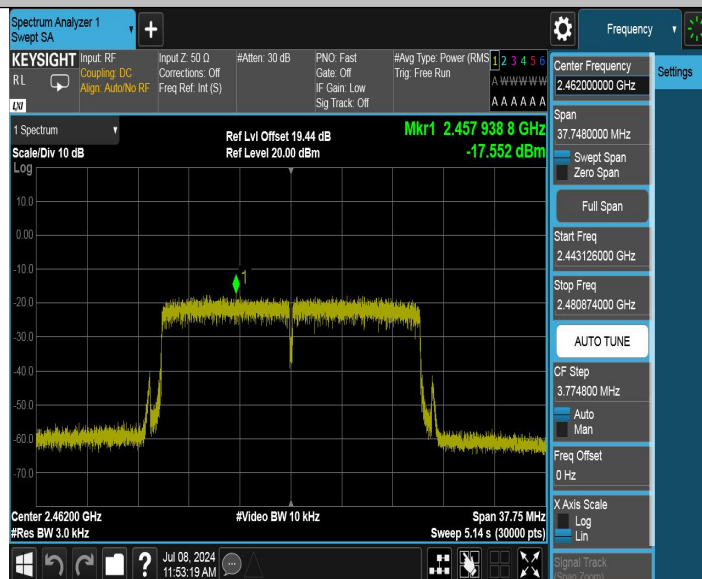 Spectrum Analyzer 1
Swept SA
+
Frequency
KEYSIGHT
RL
LXI
Input: RF
Coupling: DC
Align: Auto/No RF
Input Z: 50 Ω
Corrections: Off
Freq Ref: Int (S)
#Atten: 30 dB
PNO: Fast
Gate: Off
IF Gain: Low
Sig Track: Off
#Avg Type: Power (RMS
Trig: Free Run
1 2 3 4 5 6
A W W W W W
A A A A A A
1 Spectrum
Scale/Div 10 dB
Log
Ref Lvl Offset 19.44 dB
Ref Level 20.00 dBm
Mkr1 2.457 938 8 GHz
-17.552 dBm
10.0
0.00
-10.0
-20.0
-30.0
-40.0
-50.0
-60.0
-70.0
1
Center 2.46200 GHz
#Res BW 3.0 kHz
#Video BW 10 kHz
Span 37.75 MHz
Sweep 5.14 s (30000 pts)
?
Jul 08, 2024
11:53:19 AM
Center Frequency
2.462000000 GHz
Span
37.7480000 MHz
Swept Span
Zero Span
Full Span
Start Freq
2.443126000 GHz
Stop Freq
2.480874000 GHz
AUTO TUNE
CF Step
3.774800 MHz
Auto
Man
Freq Offset
0 Hz
X Axis Scale
Log
Lin
Signal Track
(Span Zoom)
Settings